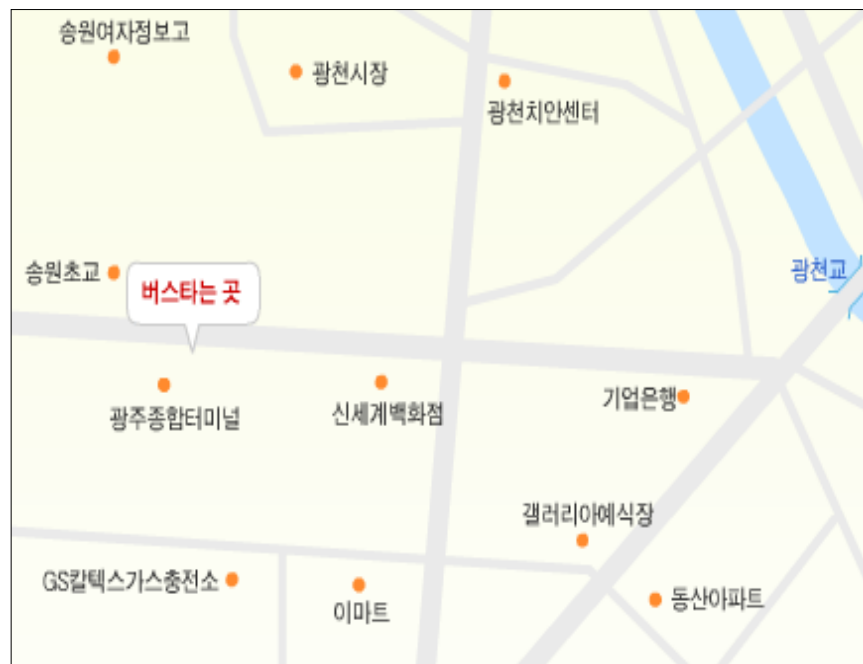 송원여자정보고
광천시장
광천치안센터
송원초교
버스타는 곳
광천교
광주종합터미널
신세계백화점
기업은행
갤러리아예식장
GS칼텍스가스충전소
이마트
동산아파트